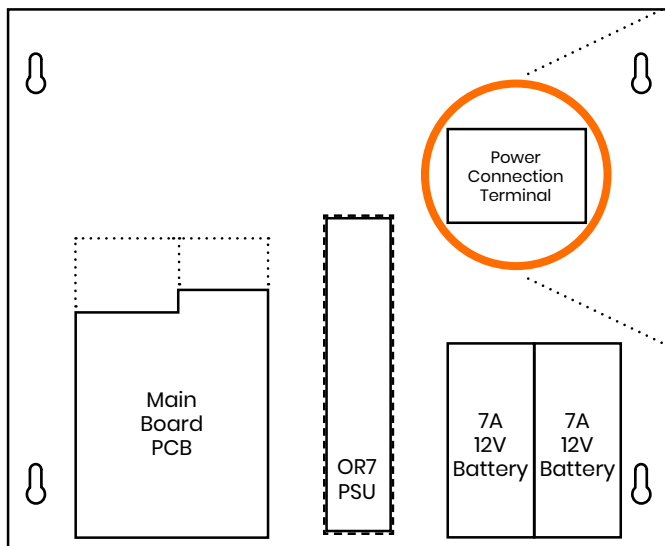 Power
Connection
Terminal
Main
Board
PCB
OR7
PSU
7A
12V
Battery
7A
12V
Battery